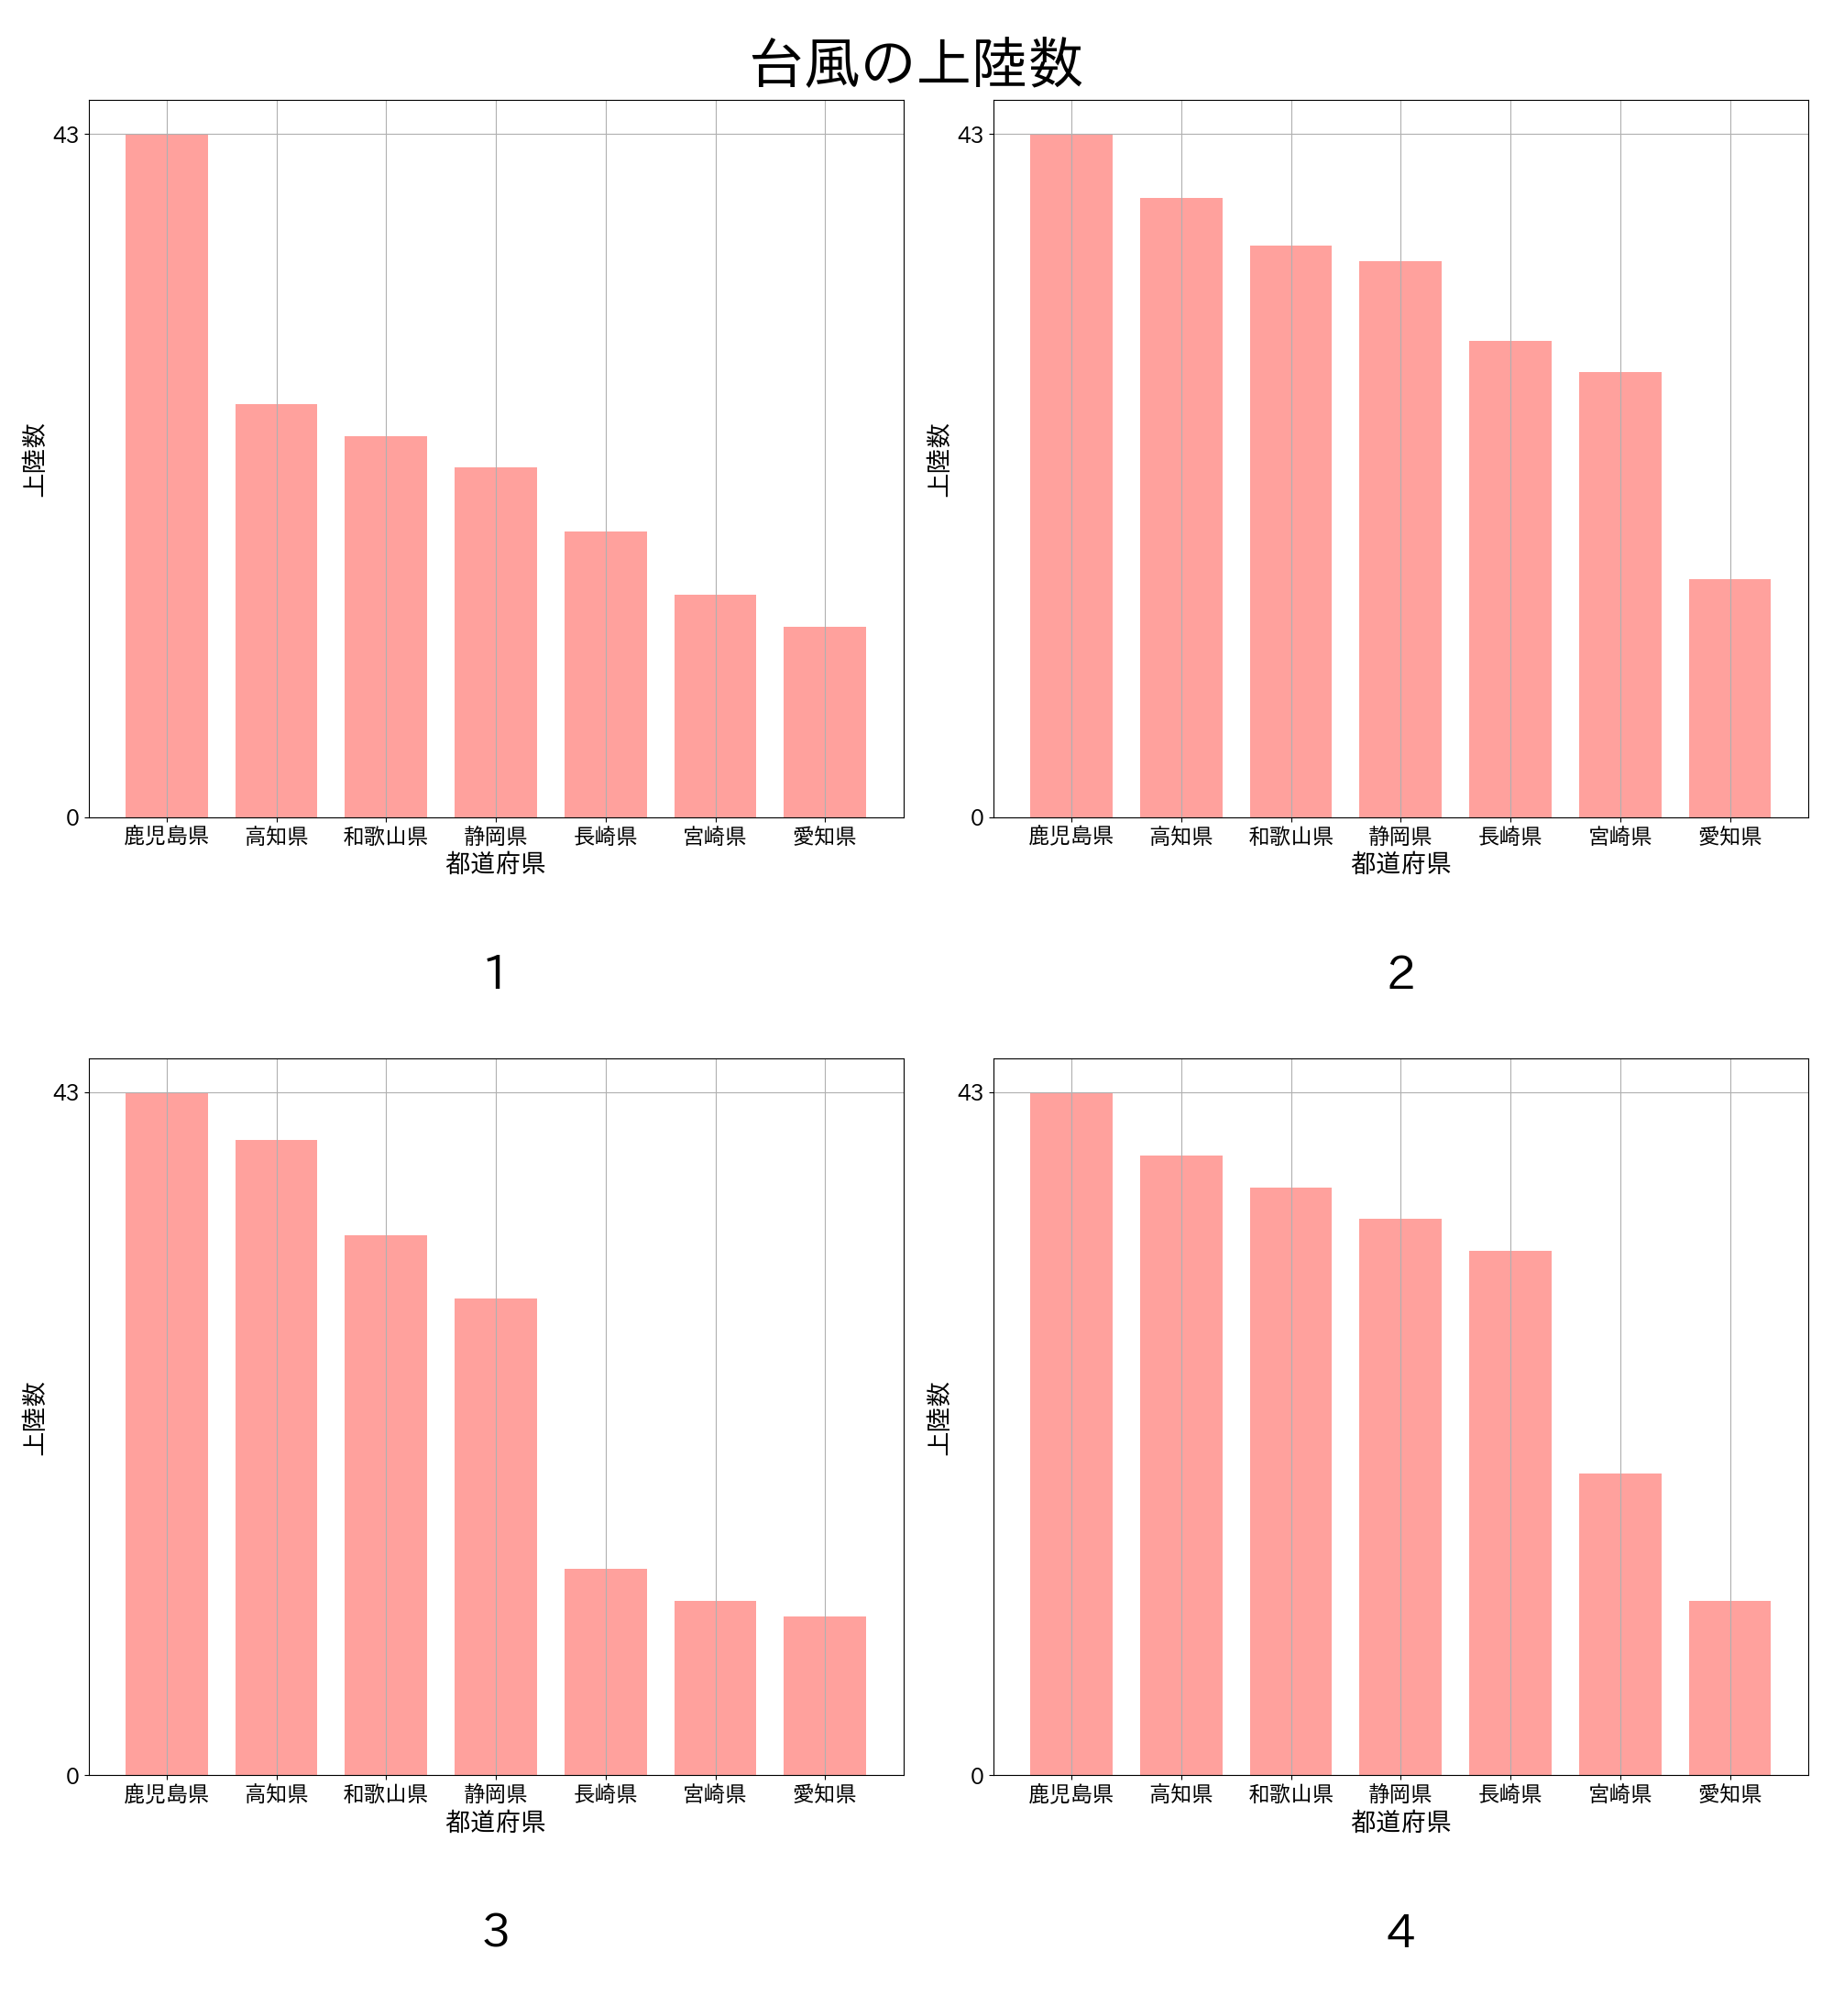 台風の上陸数
43
上陸数
0
鹿児島県 高知県 和歌山県 静岡県 長崎県 宮崎県 愛知県
都道府県
1
43
上陸数
0
鹿児島県 高知県 和歌山県 静岡県 長崎県 宮崎県 愛知県
都道府県
2
43
上陸数
0
鹿児島県 高知県 和歌山県 静岡県 長崎県 宮崎県 愛知県
都道府県
3
43
上陸数
0
鹿児島県 高知県 和歌山県 静岡県 長崎県 宮崎県 愛知県
都道府県
4